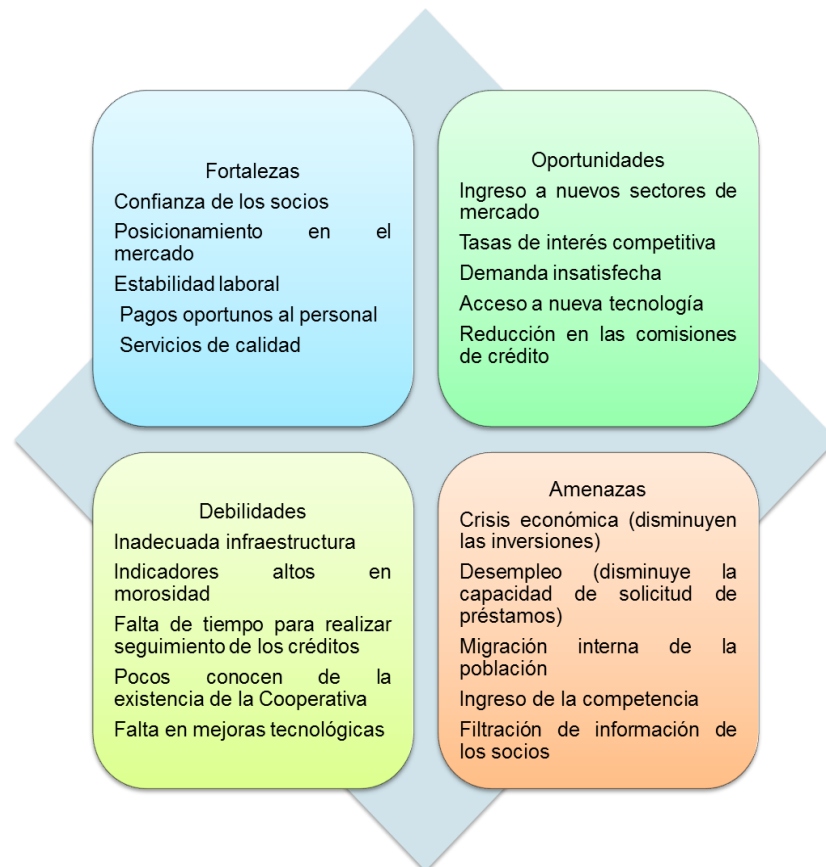 Fortalezas
Confianza de los socios
Posicionamiento en el
mercado
Estabilidad laboral
Pagos oportunos al personal
Servicios de calidad
Oportunidades
Ingreso a nuevos sectores de
mercado
Tasas de interés competitiva
Demanda insatisfecha
Acceso a nueva tecnología
Reducción en las comisiones
de crédito
Debilidades
Inadecuada infraestructura
Indicadores altos en
morosidad
Falta de tiempo para realizar
seguimiento de los créditos
Pocos conocen de la
existencia de la Cooperativa
Falta en mejoras tecnológicas
Amenazas
Crisis económica (disminuyen
las inversiones)
Desempleo (disminuye la
capacidad de solicitud de
préstamos)
Migración interna de la
población
Ingreso de la competencia
Filtración de información de
los socios